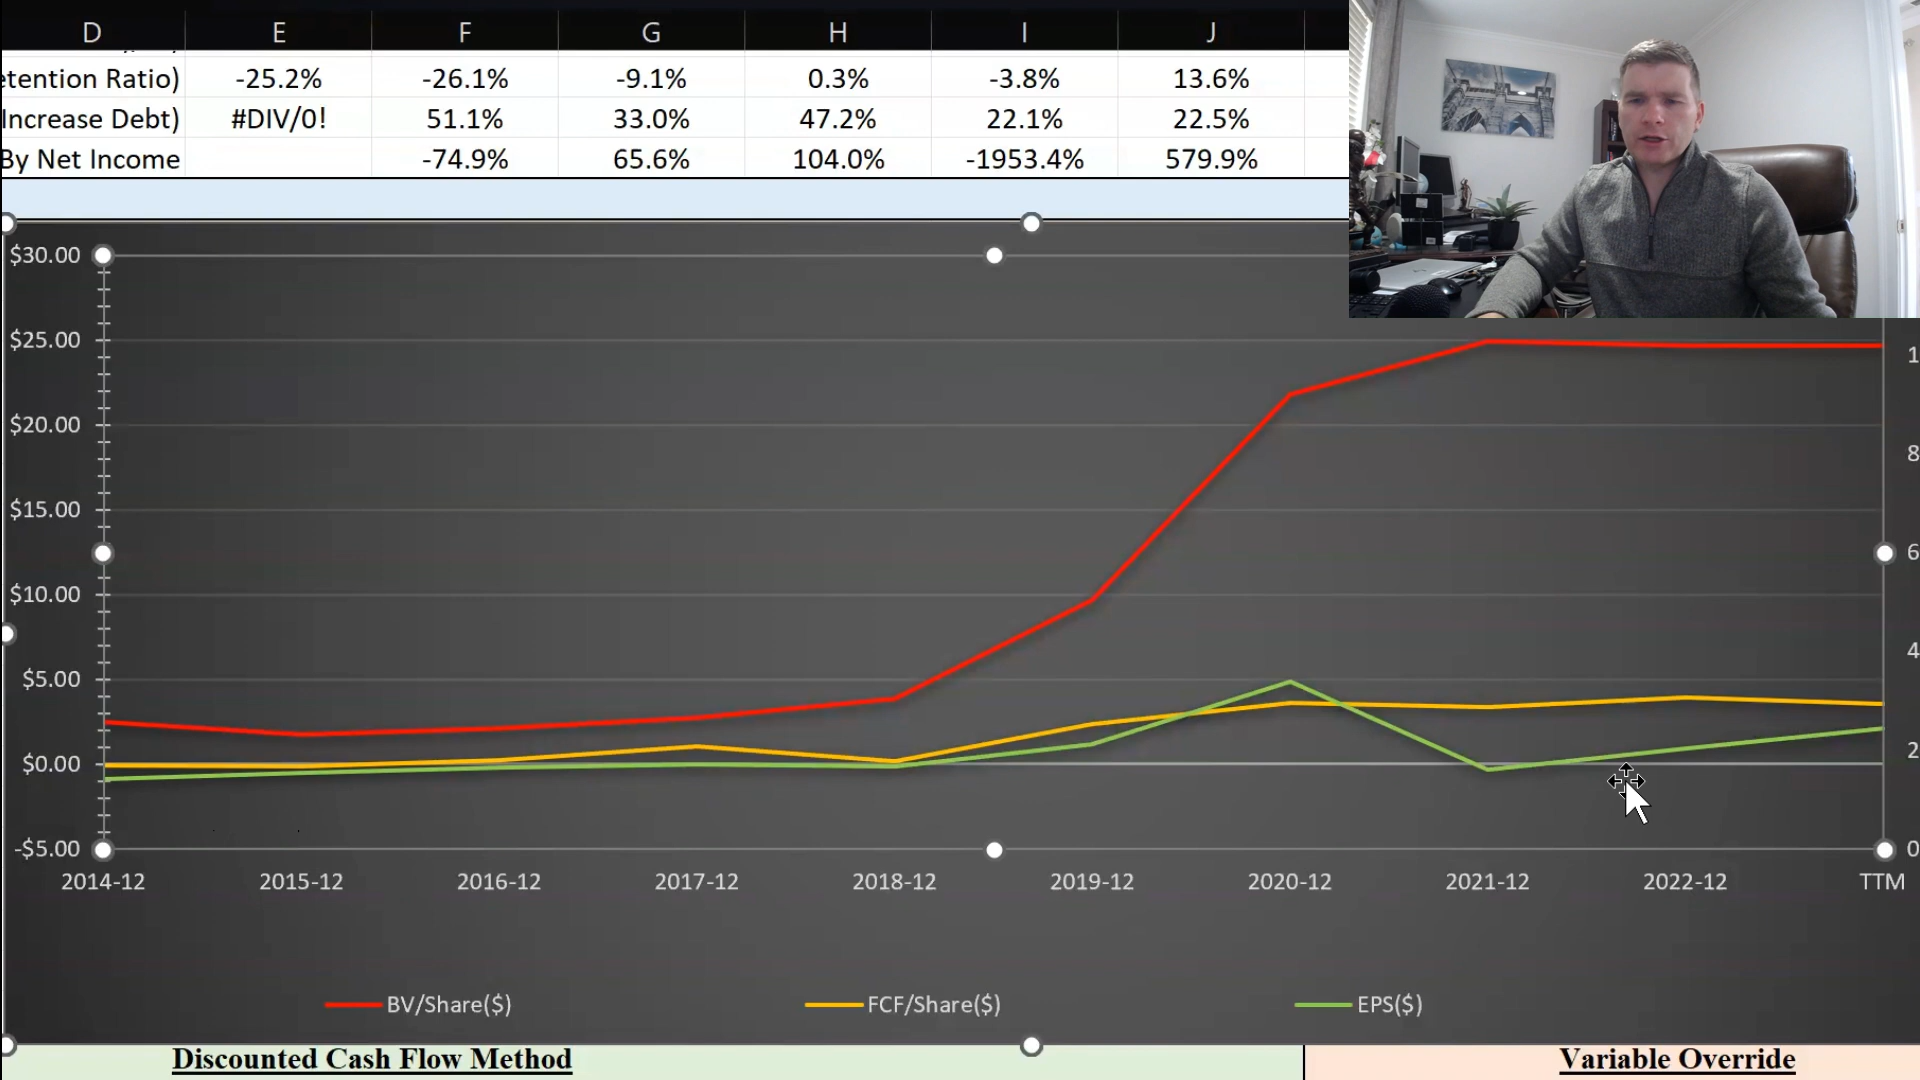 D E F G H I J
etention Ratio) -25.2% -26.1% -9.1% 0.3% -3.8% 13.6%
Increase Debt) #DIV/0! 51.1% 33.0% 47.2% 22.1% 22.5%
By Net Income -74.9% 65.6% 104.0% -1953.4% 579.9%
$30.00
$25.00
$20.00
$15.00
$10.00
$5.00
$0.00
-$5.00
1
8
6
4
2
0
2014-12 2015-12 2016-12 2017-12 2018-12 2019-12 2020-12 2021-12 2022-12 TTM
BV/Share($) FCF/Share($) EPS($)
Discounted Cash Flow Method Variable Override